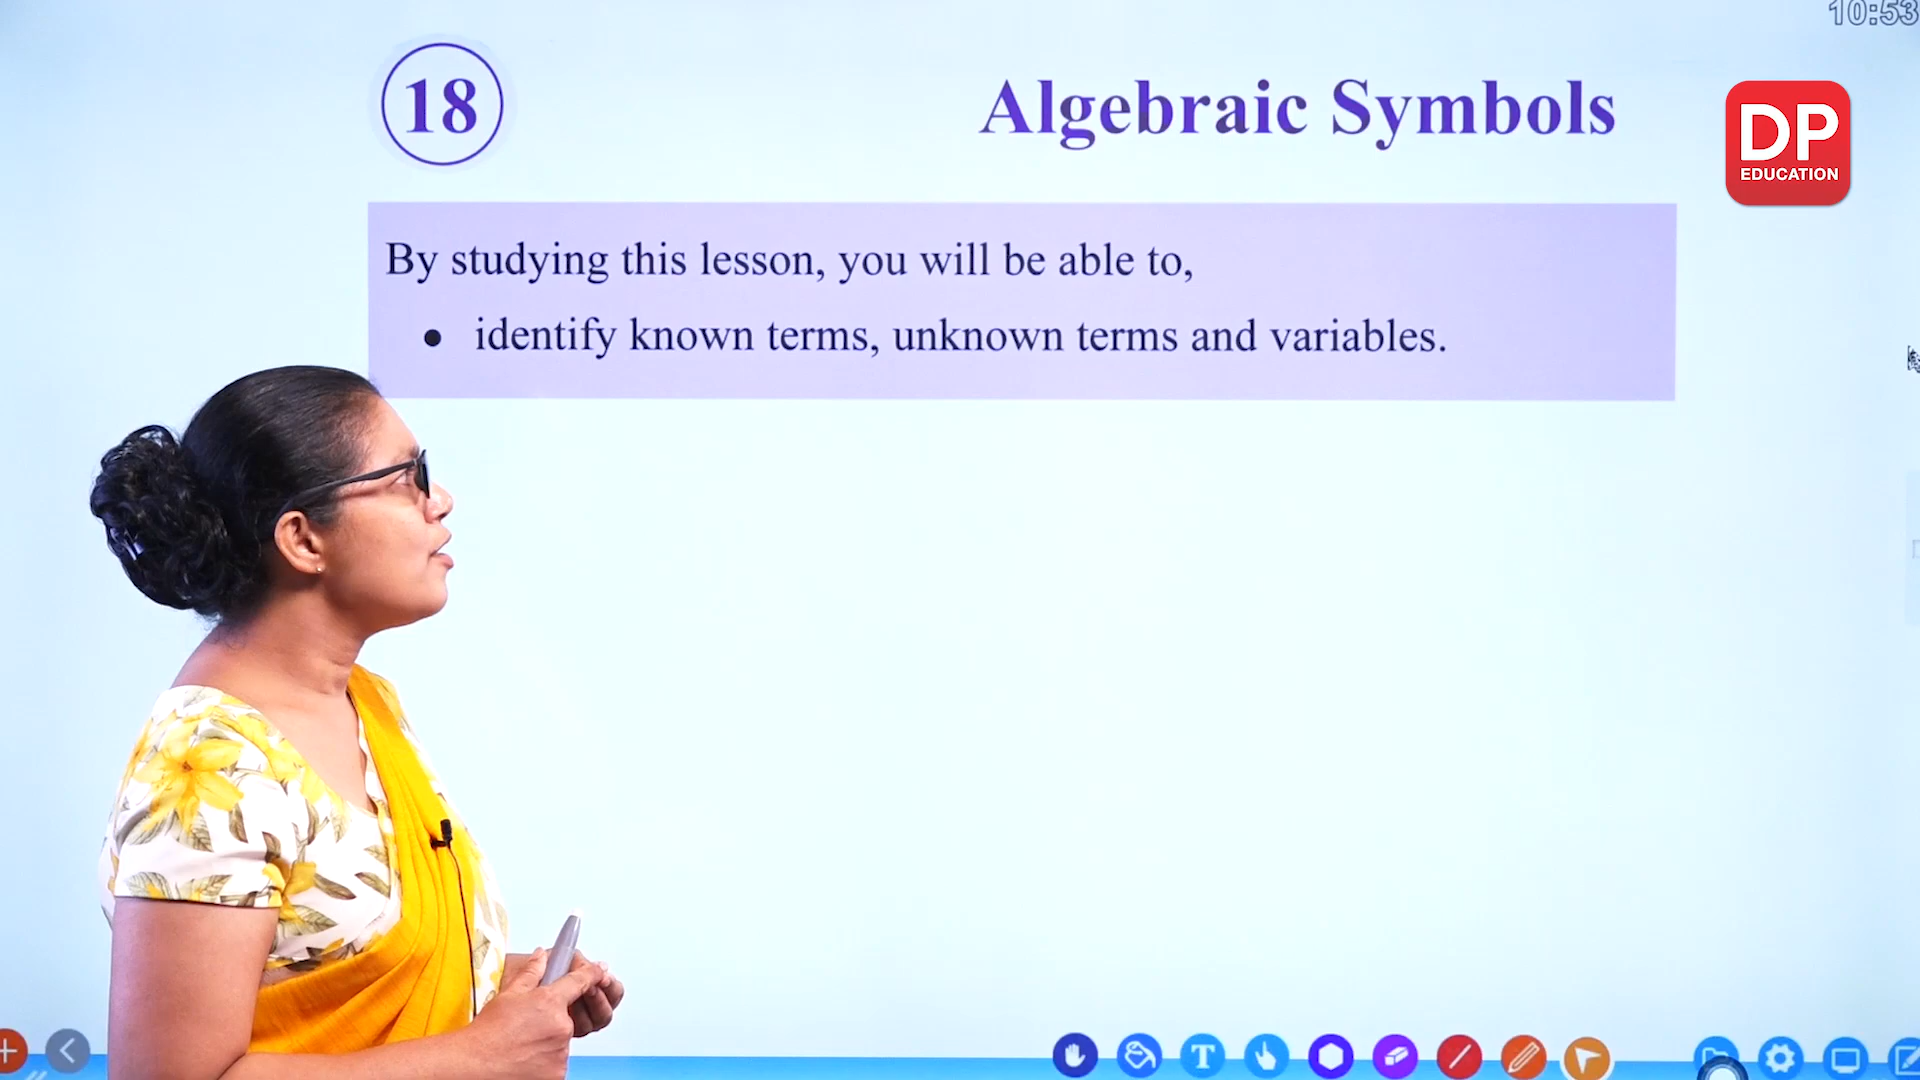 10:53
18
Algebraic Symbols
DP
EDUCATION
By studying this lesson, you will be able to,
• identify known terms, unknown terms and variables.
T